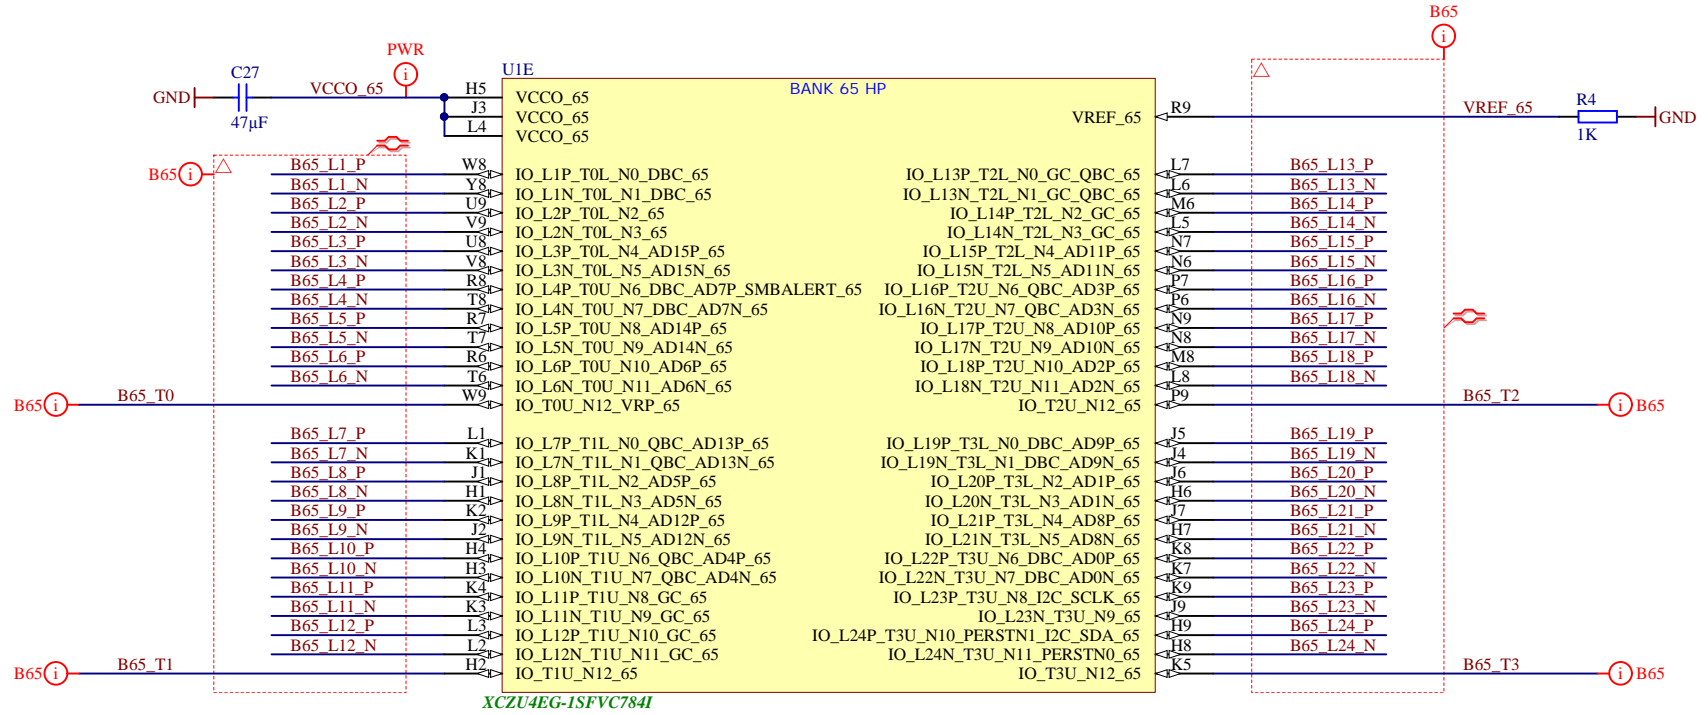 B65
PWR
C27
U1E
GND
VCCO_65
47µF
BANK 65 HP
H5 VCCO_65
J3 VCCO_65
L4 VCCO_65
VREF_65 R9 VREF_65
R4
1K
GND
B65
B65_L1_P W8 IO_L1P_T0L_N0_DBC_65
B65_L1_N Y8 IO_L1N_T0L_N1_DBC_65
B65_L2_P U9 IO_L2P_T0L_N2_65
B65_L2_N V9 IO_L2N_T0L_N3_65
B65_L3_P U8 IO_L3P_T0L_N4_AD15P_65
B65_L3_N V8 IO_L3N_T0L_N5_AD15N_65
B65_L4_P R8 IO_L4P_T0U_N6_DBC_AD7P_SMBALERT_65
B65_L4_N T8 IO_L4N_T0U_N7_DBC_AD7N_65
B65_L5_P R7 IO_L5P_T0U_N8_AD14P_65
B65_L5_N T7 IO_L5N_T0U_N9_AD14N_65
B65_L6_P R6 IO_L6P_T0U_N10_AD6P_65
B65_L6_N T6 IO_L6N_T0U_N11_AD6N_65
B65 B65_T0 W9 IO_T0U_N12_VRP_65
B65_L7_P L1 IO_L7P_T1L_N0_QBC_AD13P_65
B65_L7_N K1 IO_L7N_T1L_N1_QBC_AD13N_65
B65_L8_P J1 IO_L8P_T1L_N2_AD5P_65
B65_L8_N H1 IO_L8N_T1L_N3_AD5N_65
B65_L9_P K2 IO_L9P_T1L_N4_AD12P_65
B65_L9_N J2 IO_L9N_T1L_N5_AD12N_65
B65_L10_P H4 IO_L10P_T1U_N6_QBC_AD4P_65
B65_L10_N H3 IO_L10N_T1U_N7_QBC_AD4N_65
B65_L11_P K4 IO_L11P_T1U_N8_GC_65
B65_L11_N K3 IO_L11N_T1U_N9_GC_65
B65_L12_P L3 IO_L12P_T1U_N10_GC_65
B65_L12_N L2 IO_L12N_T1U_N11_GC_65
B65 B65_T1 H2 IO_T1U_N12_65
IO_L13P_T2L_N0_GC_QBC_65 L7 B65_L13_P
IO_L13N_T2L_N1_GC_QBC_65 L6 B65_L13_N
IO_L14P_T2L_N2_GC_65 M6 B65_L14_P
IO_L14N_T2L_N3_GC_65 L5 B65_L14_N
IO_L15P_T2L_N4_AD11P_65 N7 B65_L15_P
IO_L15N_T2L_N5_AD11N_65 N6 B65_L15_N
IO_L16P_T2U_N6_QBC_AD3P_65 P7 B65_L16_P
IO_L16N_T2U_N7_QBC_AD3N_65 P6 B65_L16_N
IO_L17P_T2U_N8_AD10P_65 N9 B65_L17_P
IO_L17N_T2U_N9_AD10N_65 N8 B65_L17_N
IO_L18P_T2U_N10_AD2P_65 M8 B65_L18_P
IO_L18N_T2U_N11_AD2N_65 L8 B65_L18_N
IO_T2U_N12_65 P9 B65_T2 B65
IO_L19P_T3L_N0_DBC_AD9P_65 J5 B65_L19_P
IO_L19N_T3L_N1_DBC_AD9N_65 J4 B65_L19_N
IO_L20P_T3L_N2_AD1P_65 J6 B65_L20_P
IO_L20N_T3L_N3_AD1N_65 H6 B65_L20_N
IO_L21P_T3L_N4_AD8P_65 J7 B65_L21_P
IO_L21N_T3L_N5_AD8N_65 H7 B65_L21_N
IO_L22P_T3U_N6_DBC_AD0P_65 K8 B65_L22_P
IO_L22N_T3U_N7_DBC_AD0N_65 K7 B65_L22_N
IO_L23P_T3U_N8_I2C_SCLK_65 K9 B65_L23_P
IO_L23N_T3U_N9_65 J9 B65_L23_N
IO_L24P_T3U_N10_PERSTN1_I2C_SDA_65 H9 B65_L24_P
IO_L24N_T3U_N11_PERSTN0_65 H8 B65_L24_N
IO_T3U_N12_65 K5 B65_T3 B65
XCZU4EG-1SFVC784I